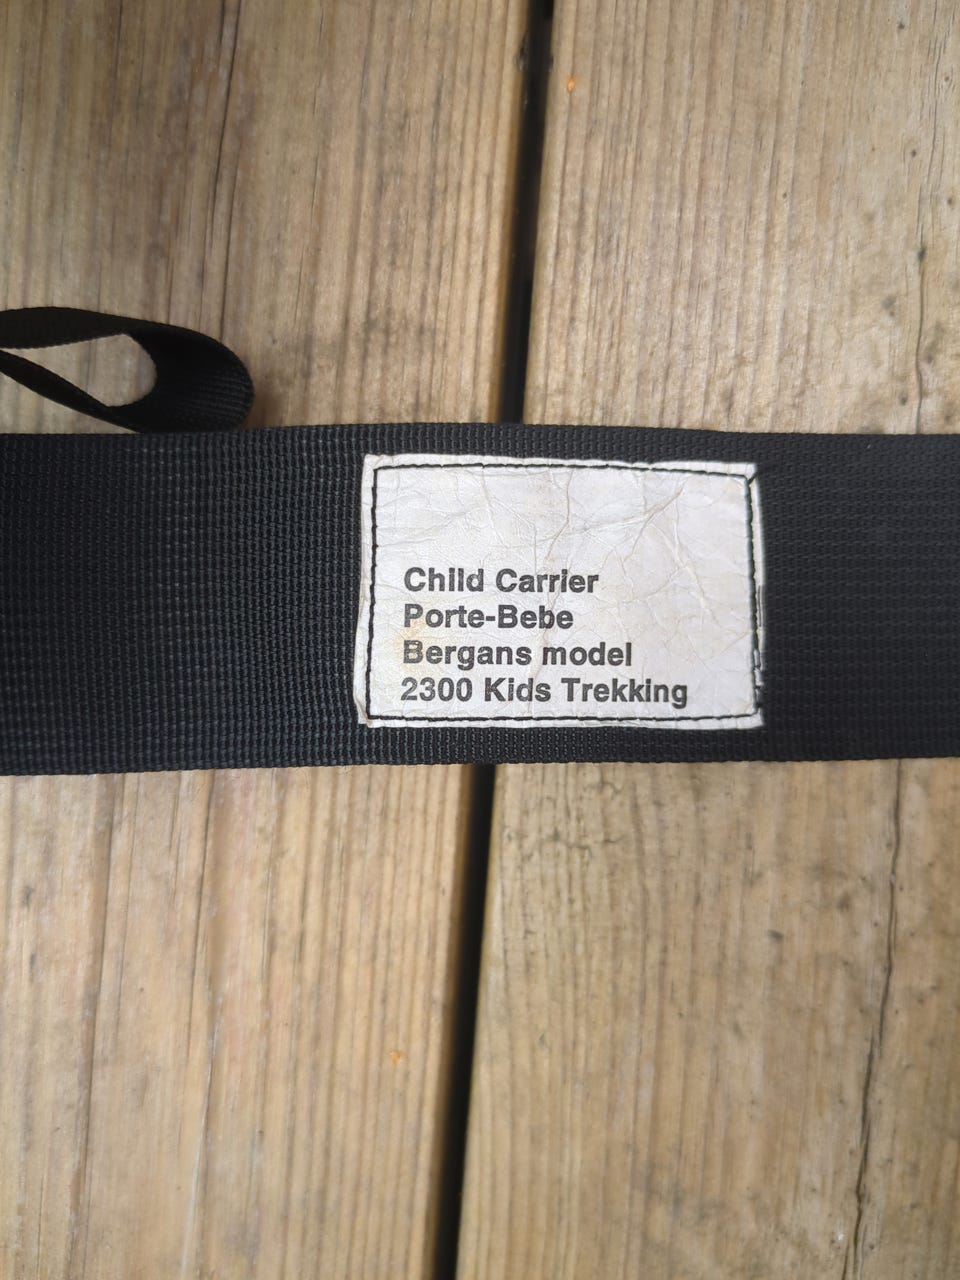 Child Carrier
Porte-Bebe
Bergans model
2300 Kids Trekking